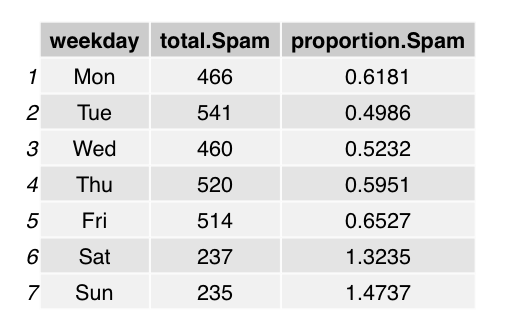 weekday total.Spam proportion.Spam
1 Mon 466 0.6181
2 Tue 541 0.4986
3 Wed 460 0.5232
4 Thu 520 0.5951
5 Fri 514 0.6527
6 Sat 237 1.3235
7 Sun 235 1.4737